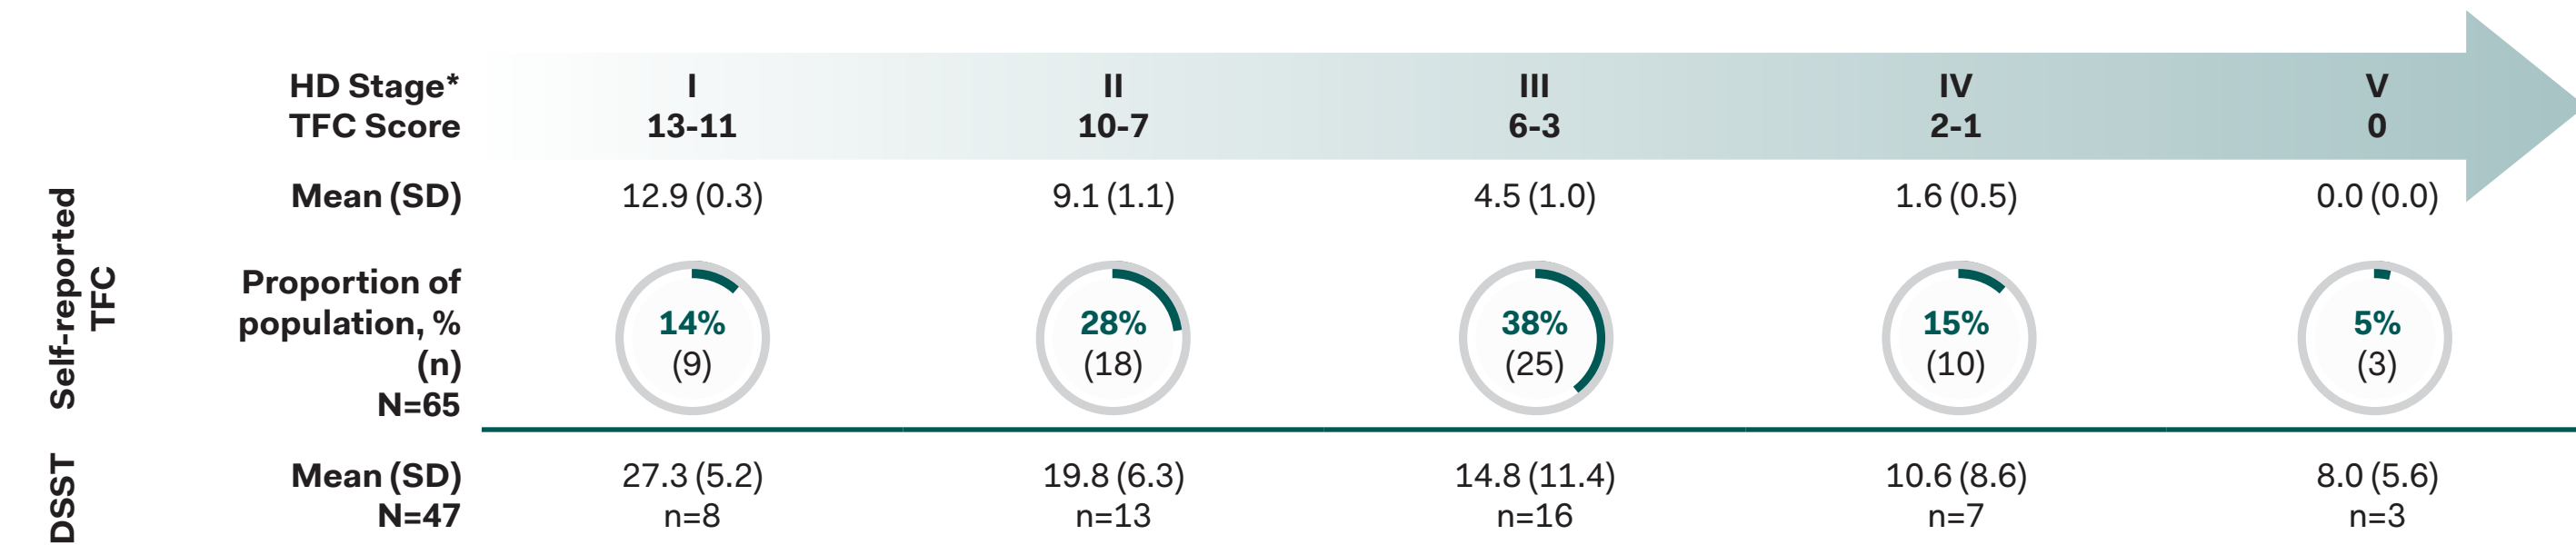 HD Stage* I II III IV V
TFC Score 13-11 10-7 6-3 2-1 0
Self-reported
TFC
Mean (SD) 12.9 (0.3) 9.1 (1.1) 4.5 (1.0) 1.6 (0.5) 0.0 (0.0)
Proportion of
population, % 14% 28% 38% 15% 5%
(n) (9) (18) (25) (10) (3)
N=65
DSST
Mean (SD) 27.3 (5.2) 19.8 (6.3) 14.8 (11.4) 10.6 (8.6) 8.0 (5.6)
N=47 n=8 n=13 n=16 n=7 n=3